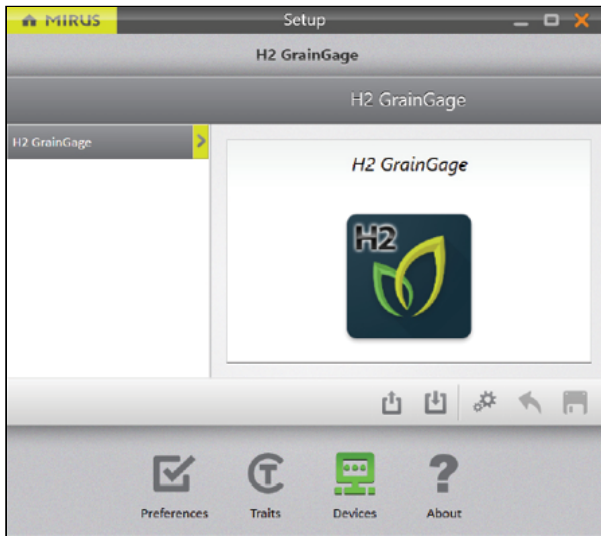 MIRUS
Setup
H2 GrainGage
H2 GrainGage
H2 GrainGage
H2 GrainGage
H2
Preferences
Traits
Devices
About